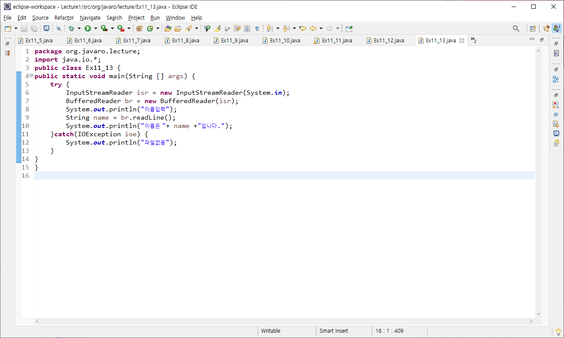 eclipse-workspace - Lecture1/src/org/javaro/lecture/Ex11_13.java - Eclipse IDE
File Edit Source Refactor Navigate Search Project Run Window Help
Ex11_5.java Ex11_6.java Ex11_7.java Ex11_8.java Ex11_9.java Ex11_10.java Ex11_11.java Ex11_12.java Ex11_13.java
1 package org.javaro.lecture;
2 import java.io.*;
3 public class Ex11_13 {
4 public static void main(String [] args) {
5 try {
6 InputStreamReader isr = new InputStreamReader(System.in);
7 BufferedReader br = new BufferedReader(isr);
8 System.out.println("이름입력");
9 String name = br.readLine();
10 System.out.println("이름은 "+ name +"입니다.");
11 }catch(IOException ioe) {
12 System.out.println("파일없음");
13 }
14 }
15 }
16
Writable Smart Insert 16 : 1 : 409